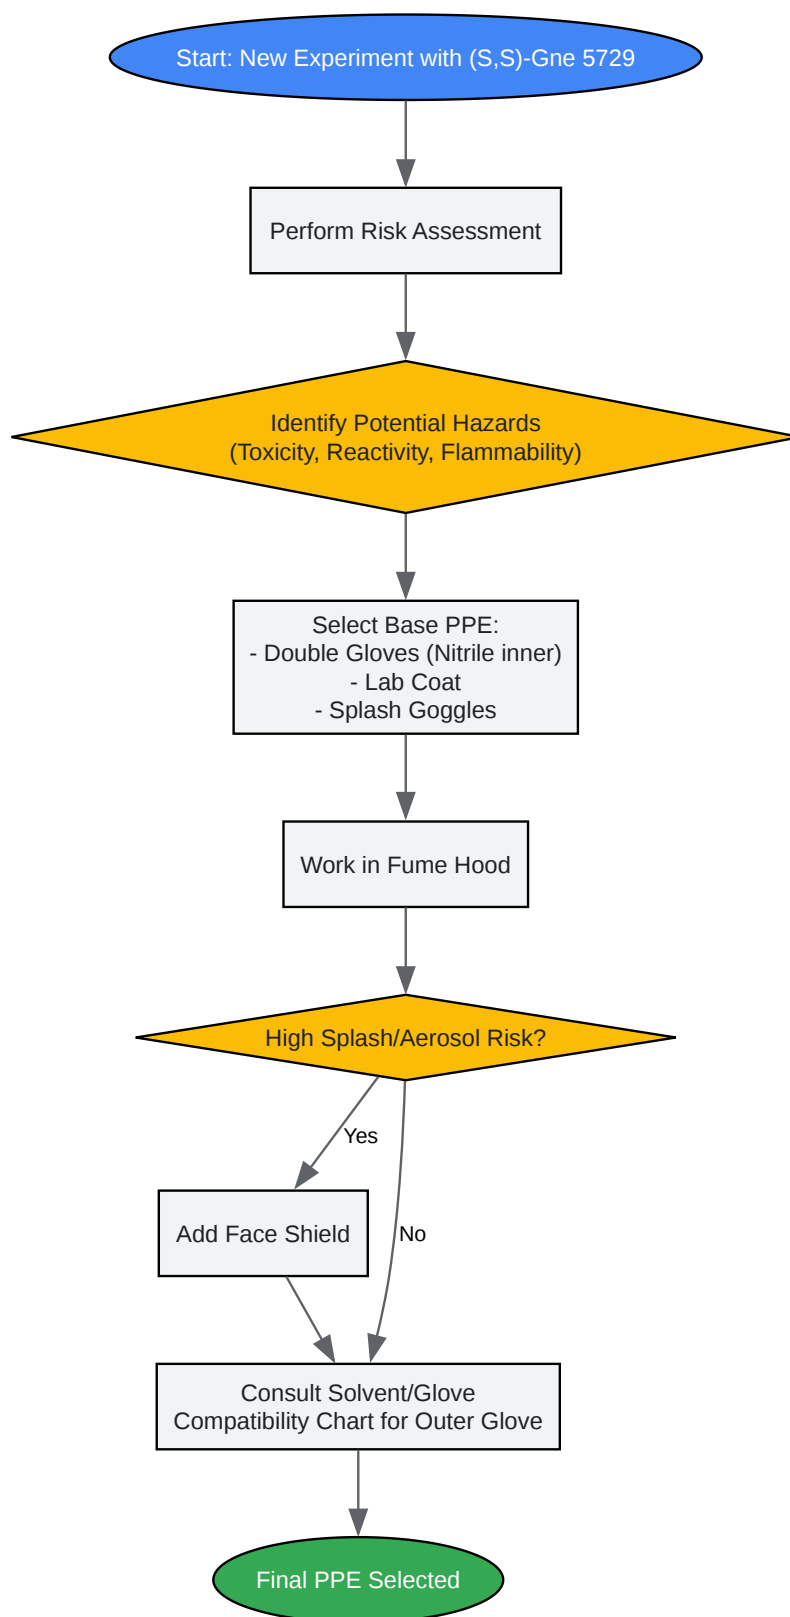 Start: New Experiment with (S,S)-Gne 5729
Perform Risk Assessment
Identify Potential Hazards
(Toxicity, Reactivity, Flammability)
Select Base PPE:
- Double Gloves (Nitrile inner)
- Lab Coat
- Splash Goggles
Work in Fume Hood
High Splash/Aerosol Risk?
Yes
Add Face Shield
No
Consult Solvent/Glove
Compatibility Chart for Outer Glove
Final PPE Selected